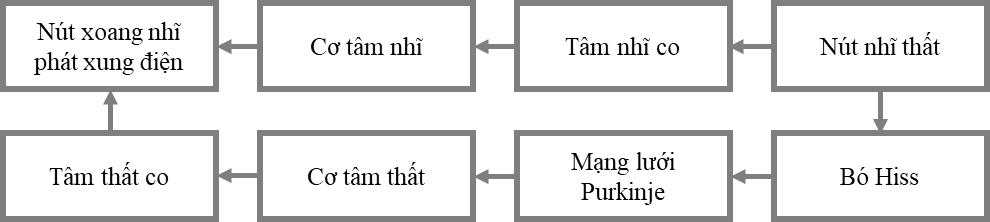 Nút xoang nhĩ
phát xung điện
Cơ tâm nhĩ
Tâm nhĩ co
Nút nhĩ thất
Tâm thất co
Cơ tâm thất
Mạng lưới
Purkinje
Bó Hiss